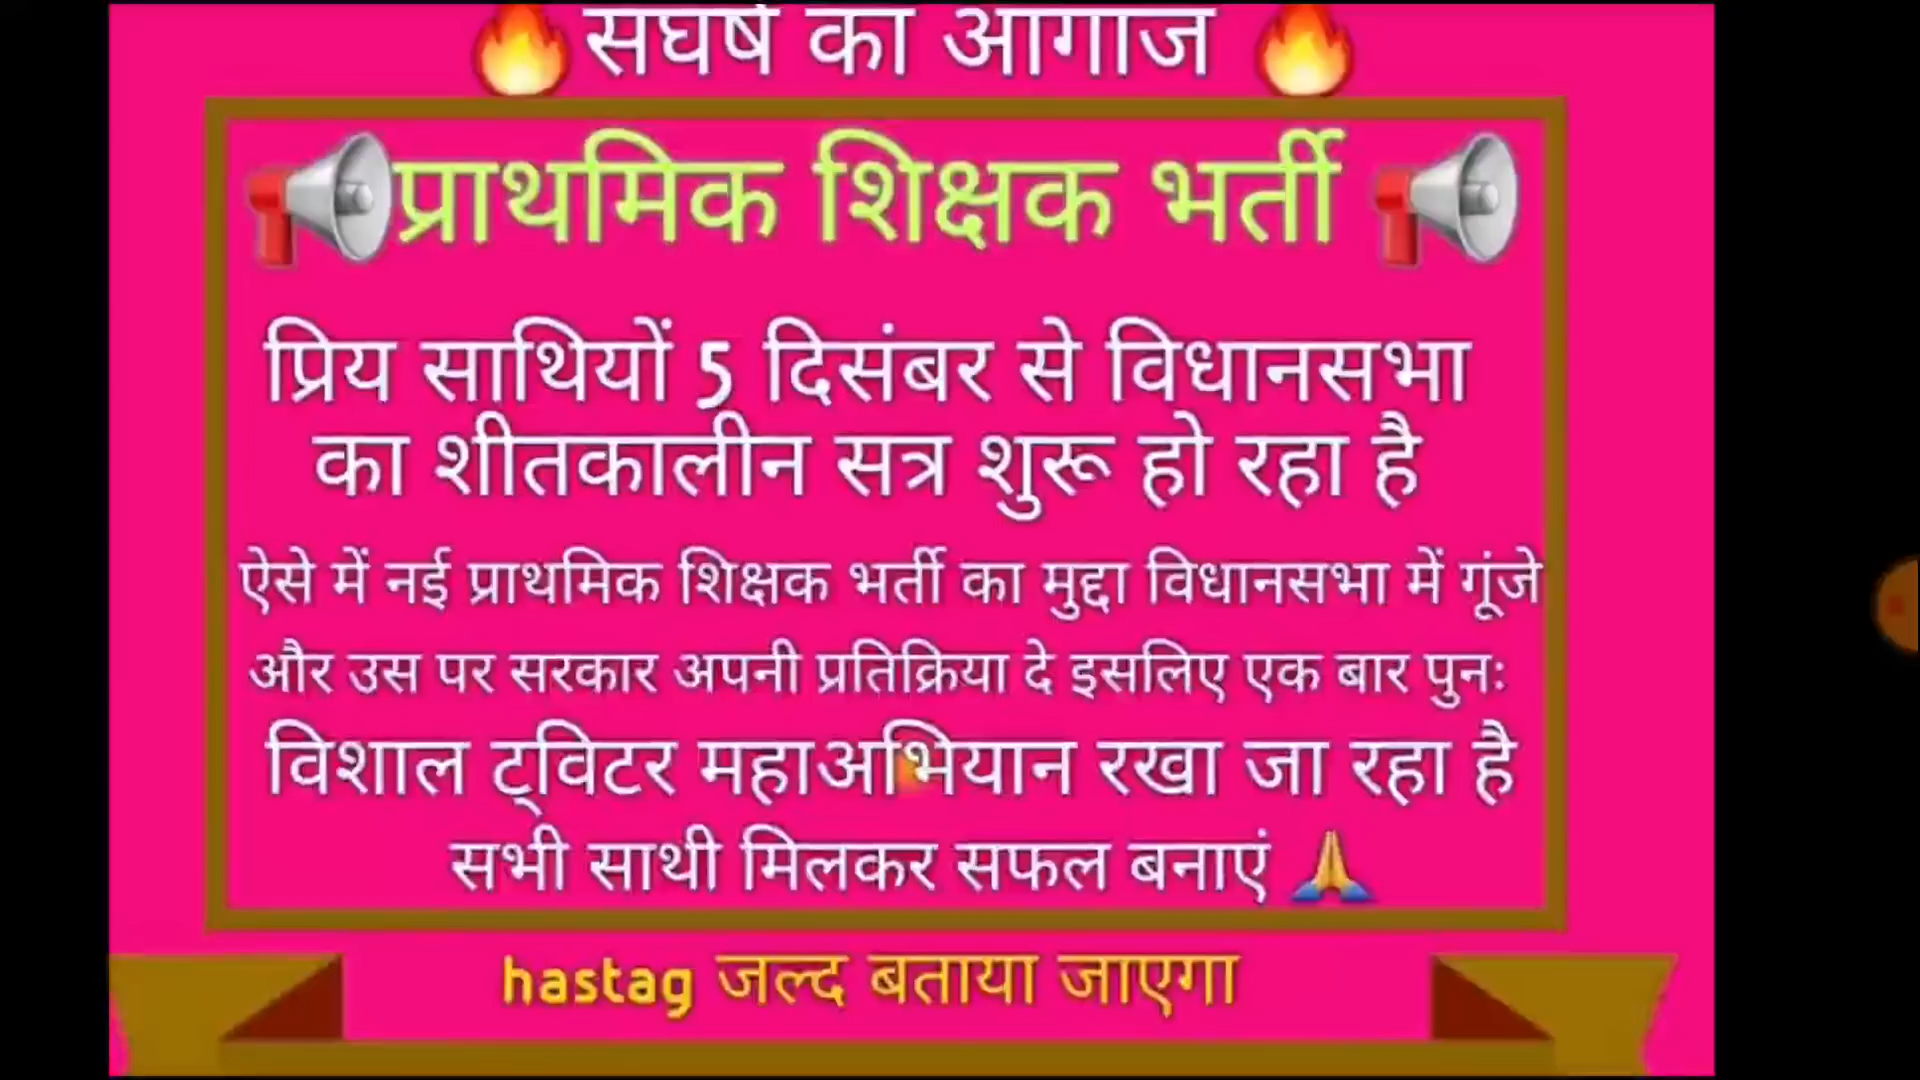 🔥 संघर्ष का आगाज 🔥
📢प्राथमिक शिक्षक भर्ती 📢
प्रिय साथियों 5 दिसंबर से विधानसभा
का शीतकालीन सत्र शुरू हो रहा है
ऐसे में नई प्राथमिक शिक्षक भर्ती का मुद्दा विधानसभा में गूंजे
और उस पर सरकार अपनी प्रतिक्रिया दे इसलिए एक बार पुनः
विशाल ट्विटर महाअभियान रखा जा रहा है
सभी साथी मिलकर सफल बनाएं 🙏
hastag जल्द बताया जाएगा